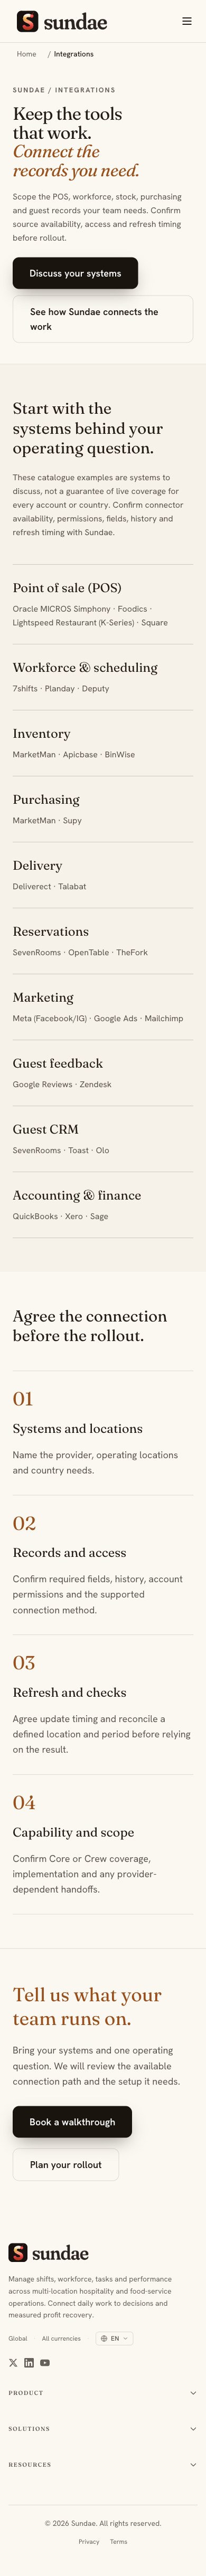 sundae
Home / Integrations
SUNDAE / INTEGRATIONS
Keep the tools
that work.
Connect the
records you need.
Scope the POS, workforce, stock, purchasing
and guest records your team needs. Confirm
source availability, access and refresh timing
before rollout.
Discuss your systems
See how Sundae connects the
work
Start with the
systems behind your
operating question.
These catalogue examples are systems to
discuss, not a guarantee of live coverage for
every account or country. Confirm connector
availability, permissions, fields, history and
refresh timing with Sundae.
Point of sale (POS)
Oracle MICROS Simphony · Foodics ·
Lightspeed Restaurant (K-Series) · Square
Workforce & scheduling
7shifts · Planday · Deputy
Inventory
MarketMan · Apicbase · BinWise
Purchasing
MarketMan · Supy
Delivery
Deliverect · Talabat
Reservations
SevenRooms · OpenTable · TheFork
Marketing
Meta (Facebook/IG) · Google Ads · Mailchimp
Guest feedback
Google Reviews · Zendesk
Guest CRM
SevenRooms · Toast · Olo
Accounting & finance
QuickBooks · Xero · Sage
Agree the connection
before the rollout.
01
Systems and locations
Name the provider, operating locations
and country needs.
02
Records and access
Confirm required fields, history, account
permissions and the supported
connection method.
03
Refresh and checks
Agree update timing and reconcile a
defined location and period before relying
on the result.
04
Capability and scope
Confirm Core or Crew coverage,
implementation and any provider-
dependent handoffs.
Tell us what your
team runs on.
Bring your systems and one operating
question. We will review the available
connection path and the setup it needs.
Book a walkthrough
Plan your rollout
sundae
Manage shifts, workforce, tasks and performance
across multi-location hospitality and food-service
operations. Connect daily work to decisions and
measured profit recovery.
Global All currencies EN
PRODUCT
SOLUTIONS
RESOURCES
© 2026 Sundae. All rights reserved.
Privacy Terms